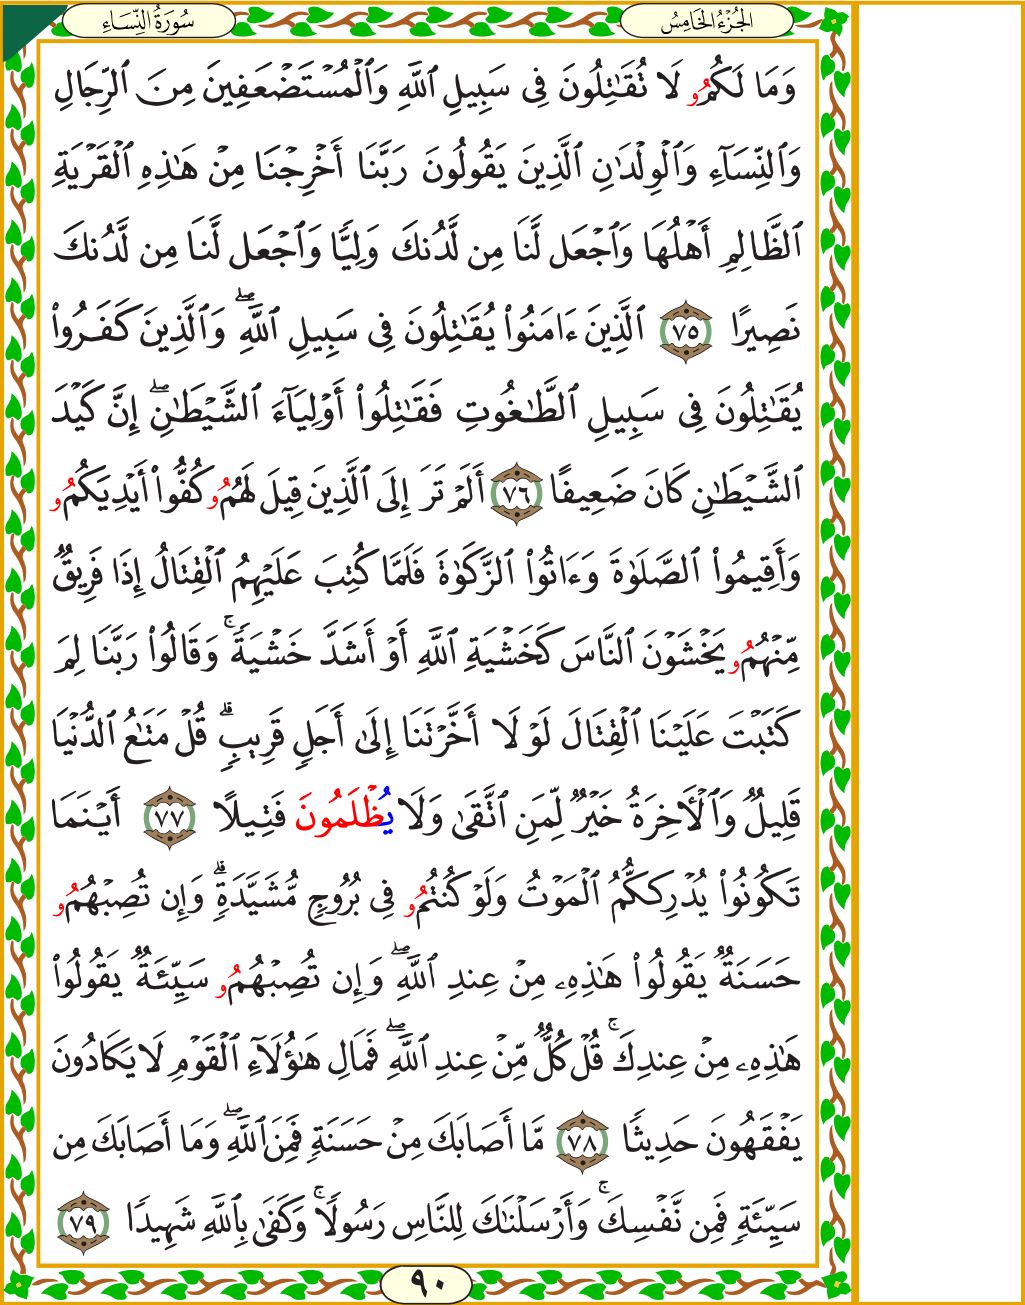 سُورَةُ النِّسَاءِ
الجُزْءُ الخَامِسُ
وَمَا لَكُمُو لَا تُقَٰتِلُونَ فِي سَبِيلِ ٱللَّهِ وَٱلْمُسْتَضْعَفِينَ مِنَ ٱلرِّجَالِ
وَٱلنِّسَآءِ وَٱلْوِلْدَٰنِ ٱلَّذِينَ يَقُولُونَ رَبَّنَا أَخْرِجْنَا مِنْ هَٰذِهِ ٱلْقَرْيَةِ
ٱلظَّالِمِ أَهْلُهَا وَٱجْعَل لَّنَا مِن لَّدُنكَ وَلِيًّا وَٱجْعَل لَّنَا مِن لَّدُنكَ
نَصِيرًا ٧٥ ٱلَّذِينَ ءَامَنُوا۟ يُقَٰتِلُونَ فِي سَبِيلِ ٱللَّهِۖ وَٱلَّذِينَ كَفَرُوا۟
يُقَٰتِلُونَ فِي سَبِيلِ ٱلطَّٰغُوتِ فَقَٰتِلُوا۟ أَوْلِيَآءَ ٱلشَّيْطَٰنِۖ إِنَّ كَيْدَ
ٱلشَّيْطَٰنِ كَانَ ضَعِيفًا ٧٦ أَلَمْ تَرَ إِلَى ٱلَّذِينَ قِيلَ لَهُمُو كُفُّوا۟ أَيْدِيَكُمُو
وَأَقِيمُوا۟ ٱلصَّلَوٰةَ وَءَاتُوا۟ ٱلزَّكَوٰةَ فَلَمَّا كُتِبَ عَلَيْهِمُ ٱلْقِتَالُ إِذَا فَرِيقٌ
مِّنْهُمُو يَخْشَوْنَ ٱلنَّاسَ كَخَشْيَةِ ٱللَّهِ أَوْ أَشَدَّ خَشْيَةًۚ وَقَالُوا۟ رَبَّنَا لِمَ
كَتَبْتَ عَلَيْنَا ٱلْقِتَالَ لَوْلَا أَخَّرْتَنَا إِلَىٰ أَجَلٍ قَرِيبٍۗ قُلْ مَتَٰعُ ٱلدُّنْيَا
قَلِيلٌ وَٱلْأَخِرَةُ خَيْرٌ لِّمَنِ ٱتَّقَىٰ وَلَا يُظْلَمُونَ فَتِيلًا ٧٧ أَيْنَمَا
تَكُونُوا۟ يُدْرِككُّمُ ٱلْمَوْتُ وَلَوْ كُنتُمُو فِي بُرُوجٍ مُّشَيَّدَةٍۗ وَإِن تُصِبْهُمُو
حَسَنَةٌ يَقُولُوا۟ هَٰذِهِۦ مِنْ عِندِ ٱللَّهِۖ وَإِن تُصِبْهُمُو سَيِّئَةٌ يَقُولُوا۟
هَٰذِهِۦ مِنْ عِندِكَۚ قُلْ كُلٌّ مِّنْ عِندِ ٱللَّهِۖ فَمَالِ هَٰؤُلَآءِ ٱلْقَوْمِ لَا يَكَادُونَ
يَفْقَهُونَ حَدِيثًا ٧٨ مَّا أَصَابَكَ مِنْ حَسَنَةٍ فَمِنَ ٱللَّهِۖ وَمَا أَصَابَكَ مِن
سَيِّئَةٍ فَمِن نَّفْسِكَۚ وَأَرْسَلْنَٰكَ لِلنَّاسِ رَسُولًاۚ وَكَفَىٰ بِٱللَّهِ شَهِيدًا ٧٩
٩٠